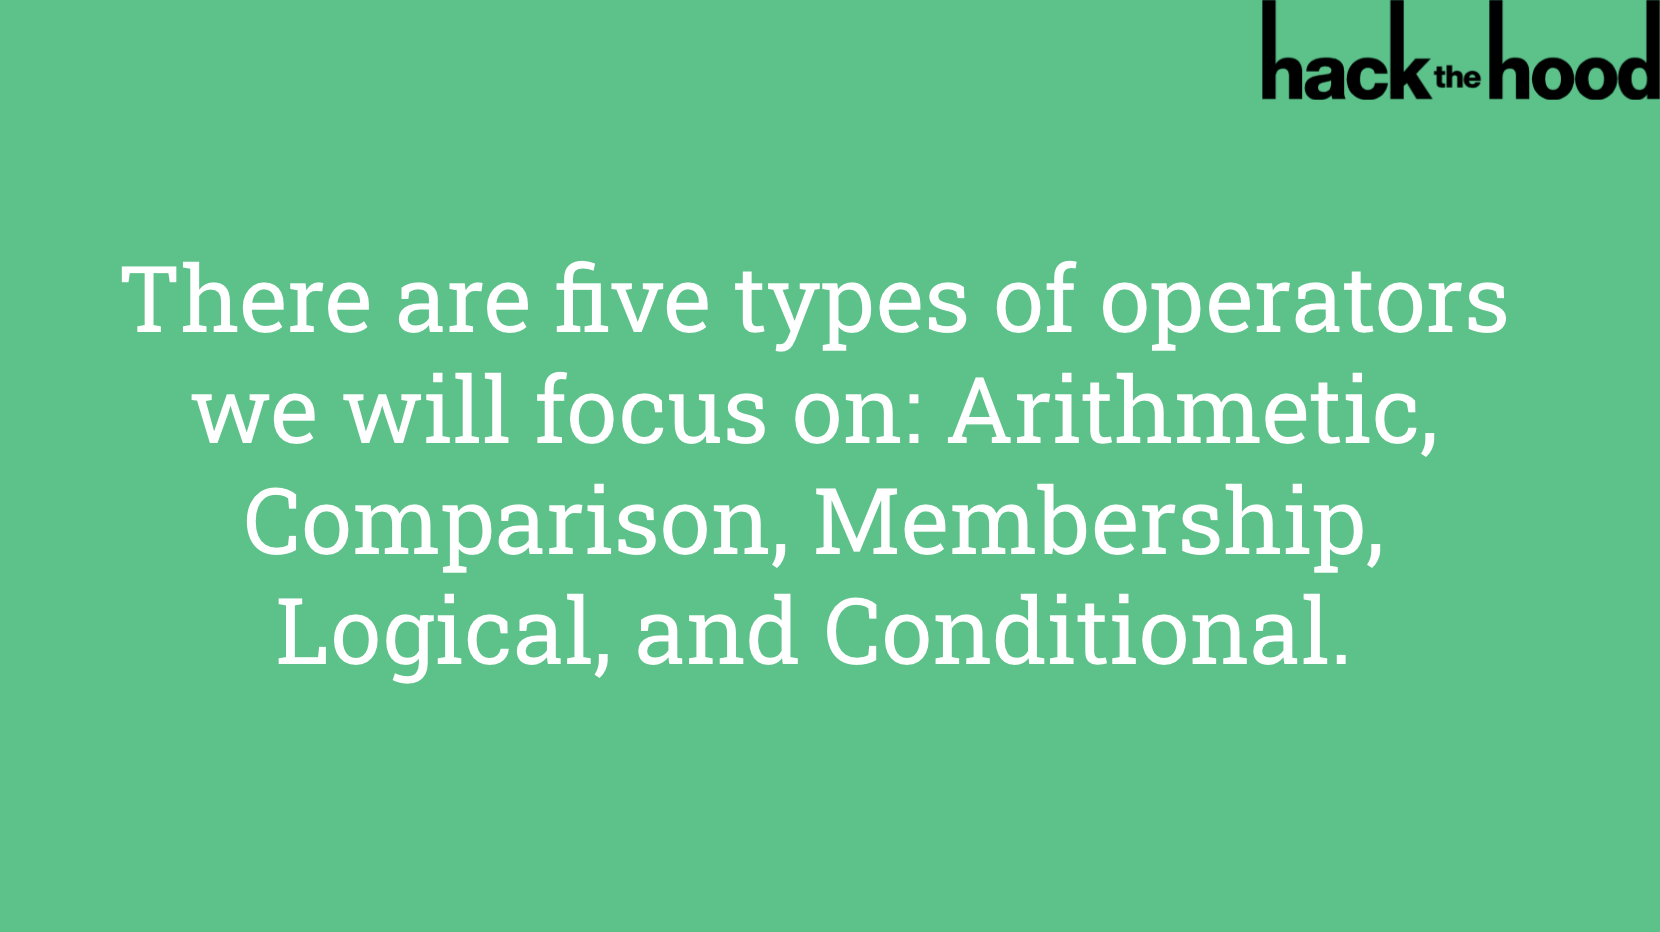 hack the hood
There are five types of operators
we will focus on: Arithmetic,
Comparison, Membership,
Logical, and Conditional.